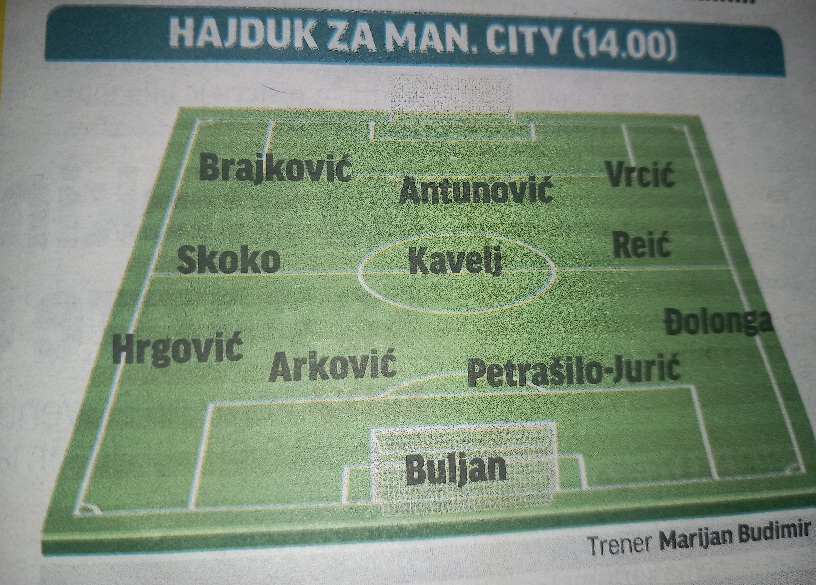 HAJDUK ZA MAN. CITY (14.00)
Brajković Antunović Vrcić
Skoko Kavelj Reić
Đolonga
Hrgović Arković Petrašilo-Jurić
Buljan
Trener Marijan Budimir